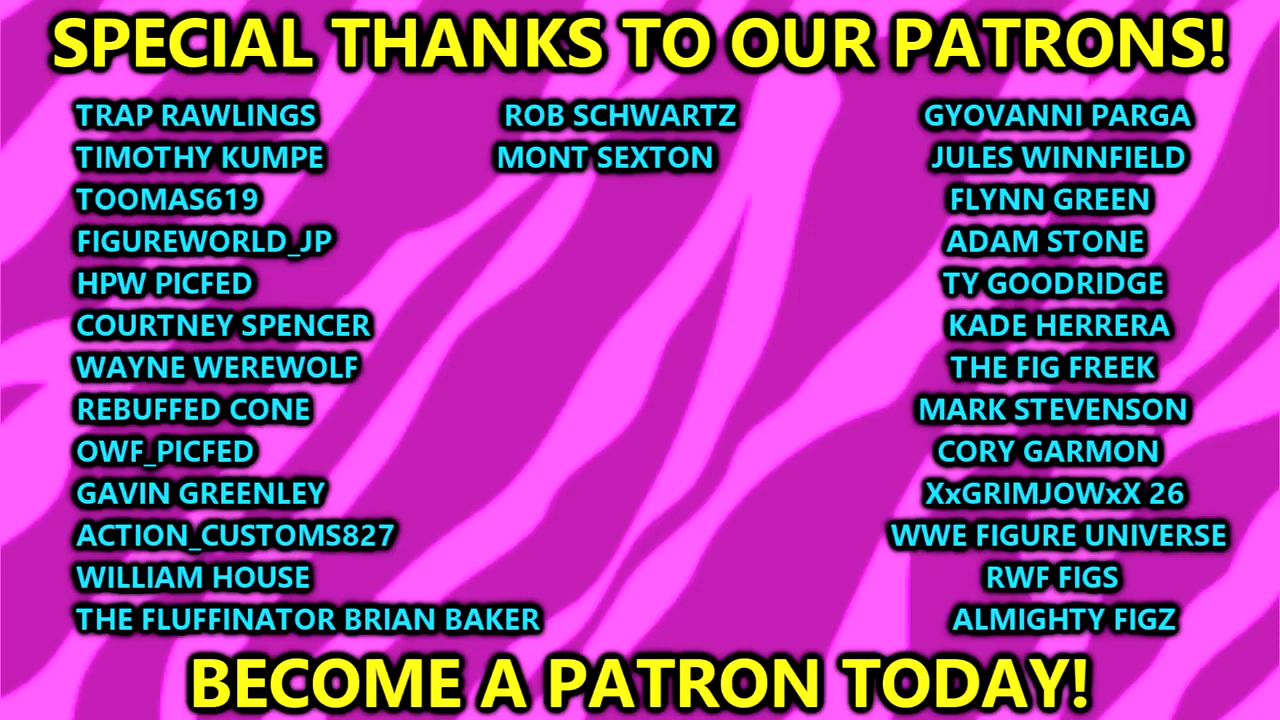 SPECIAL THANKS TO OUR PATRONS!
TRAP RAWLINGS
TIMOTHY KUMPE
TOOMAS619
FIGUREWORLD_JP
HPW PICFED
COURTNEY SPENCER
WAYNE WEREWOLF
REBUFFED CONE
OWF_PICFED
GAVIN GREENLEY
ACTION_CUSTOMS827
WILLIAM HOUSE
THE FLUFFINATOR BRIAN BAKER
ROB SCHWARTZ
MONT SEXTON
GYOVANNI PARGA
JULES WINNFIELD
FLYNN GREEN
ADAM STONE
TY GOODRIDGE
KADE HERRERA
THE FIG FREEK
MARK STEVENSON
CORY GARMON
XxGRIMJOWxX 26
WWE FIGURE UNIVERSE
RWF FIGS
ALMIGHTY FIGZ
BECOME A PATRON TODAY!